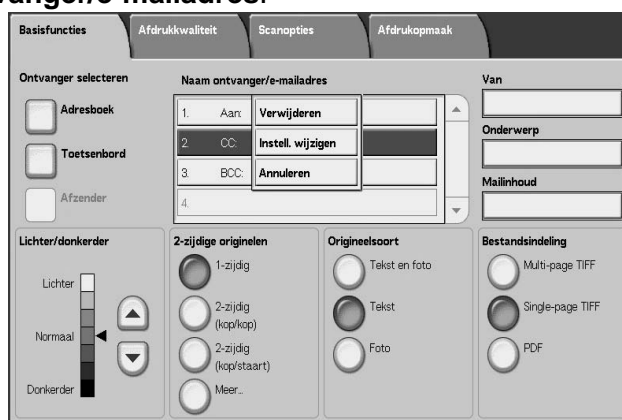 vanger/e-mailadres.
Basisfuncties
Afdrukkwaliteit
Scanopties
Afdrukopmaak
Ontvanger selecteren
Naam ontvanger/e-mailadres
Van
Adresboek
1. Aan: Verwijderen
Onderwerp
2. CC: Instell. wijzigen
Toetsenbord
3. BCC: Annuleren
Mailinhoud
Afzender
4.
Lichter/donkerder
2-zijdige originelen
Origineelsoort
Bestandsindeling
1-zijdig
Tekst en foto
Multi-page TIFF
Lichter
2-zijdig
(kop/kop)
Tekst
Single-page TIFF
Normaal
2-zijdig
(kop/staart)
Foto
PDF
Donkerder
Meer...